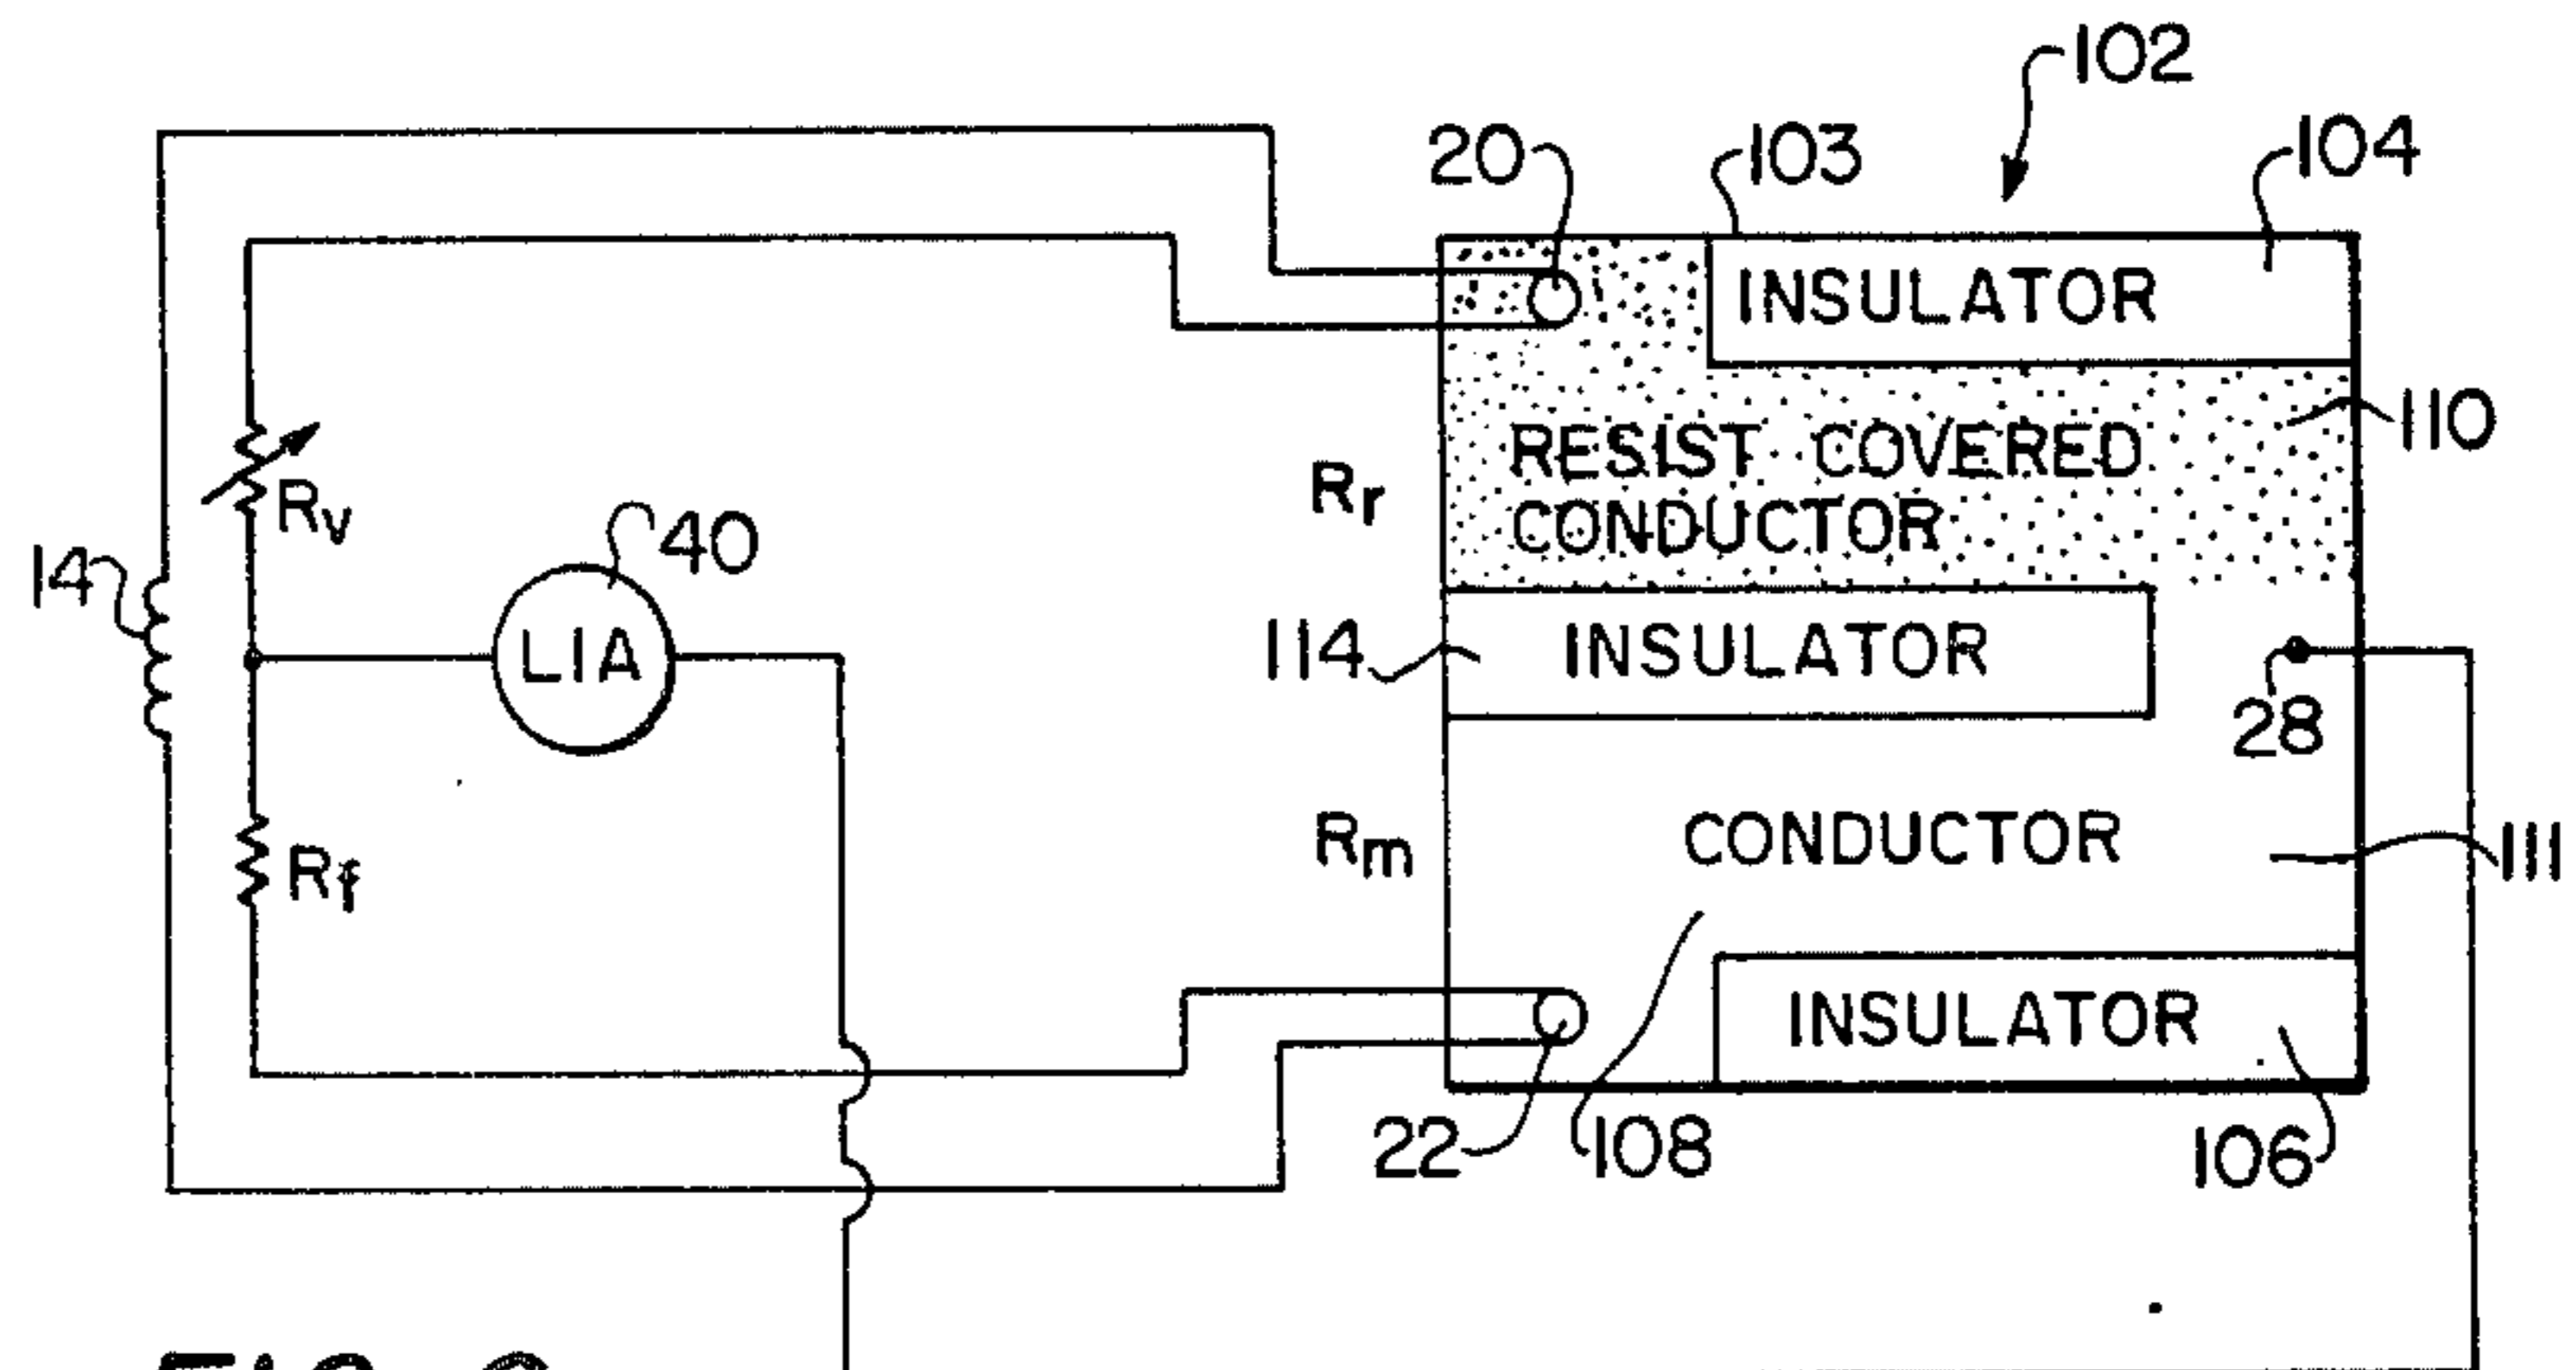 102
20
103
104
INSULATOR
110
RESIST COVERED
CONDUCTOR
Rr
Rv
40
14
LIA
114
INSULATOR
28
Rm
CONDUCTOR
111
Rf
INSULATOR
22
108
106